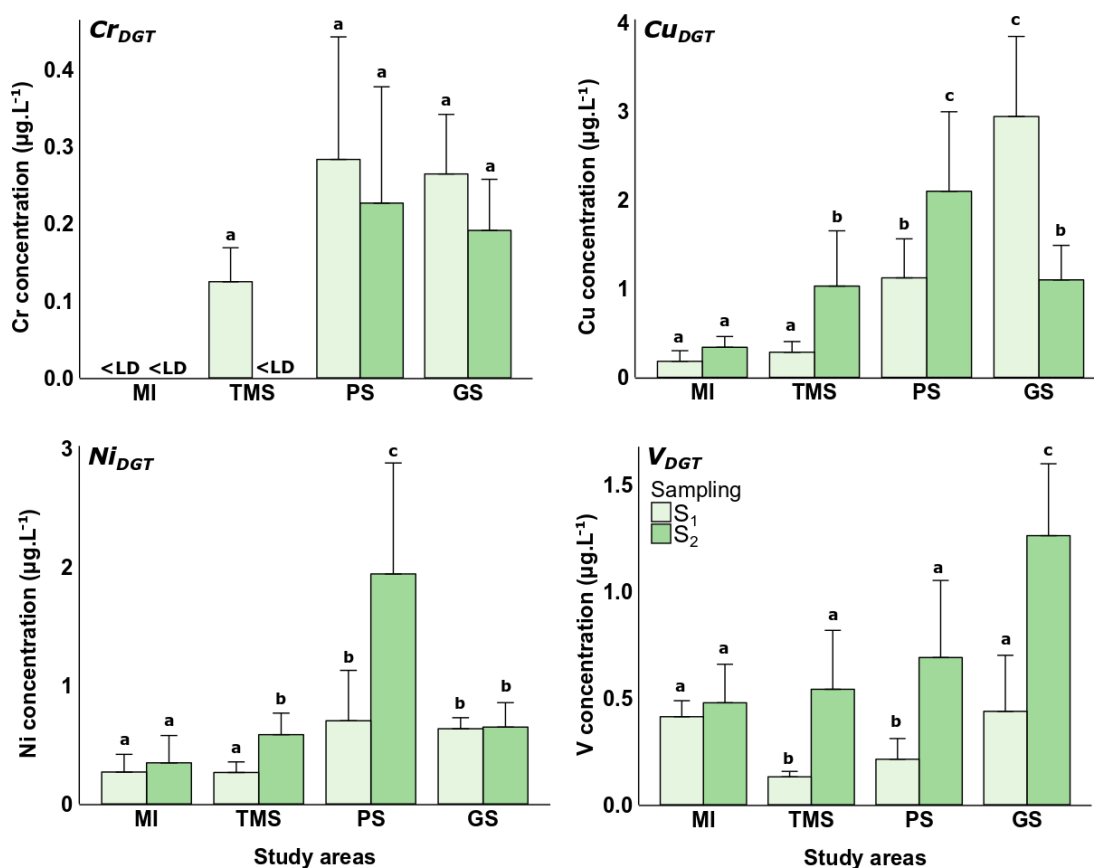 Cr_DGT
Cr concentration (µg.L⁻¹)
0.4
0.3
0.2
0.1
0.0
a
a
a
a
a
<LD <LD
<LD
MI TMS PS GS
Cu_DGT
Cu concentration (µg.L⁻¹)
4
3
2
1
0
a
a
a
b
b
c
c
b
MI TMS PS GS
Ni_DGT
Ni concentration (µg.L⁻¹)
3
2
1
0
a
a
a
b
b
c
b
b
MI TMS PS GS
Study areas
V_DGT
Sampling
S₁
S₂
V concentration (µg.L⁻¹)
1.5
1.0
0.5
0.0
a
a
b
a
b
a
a
c
MI TMS PS GS
Study areas